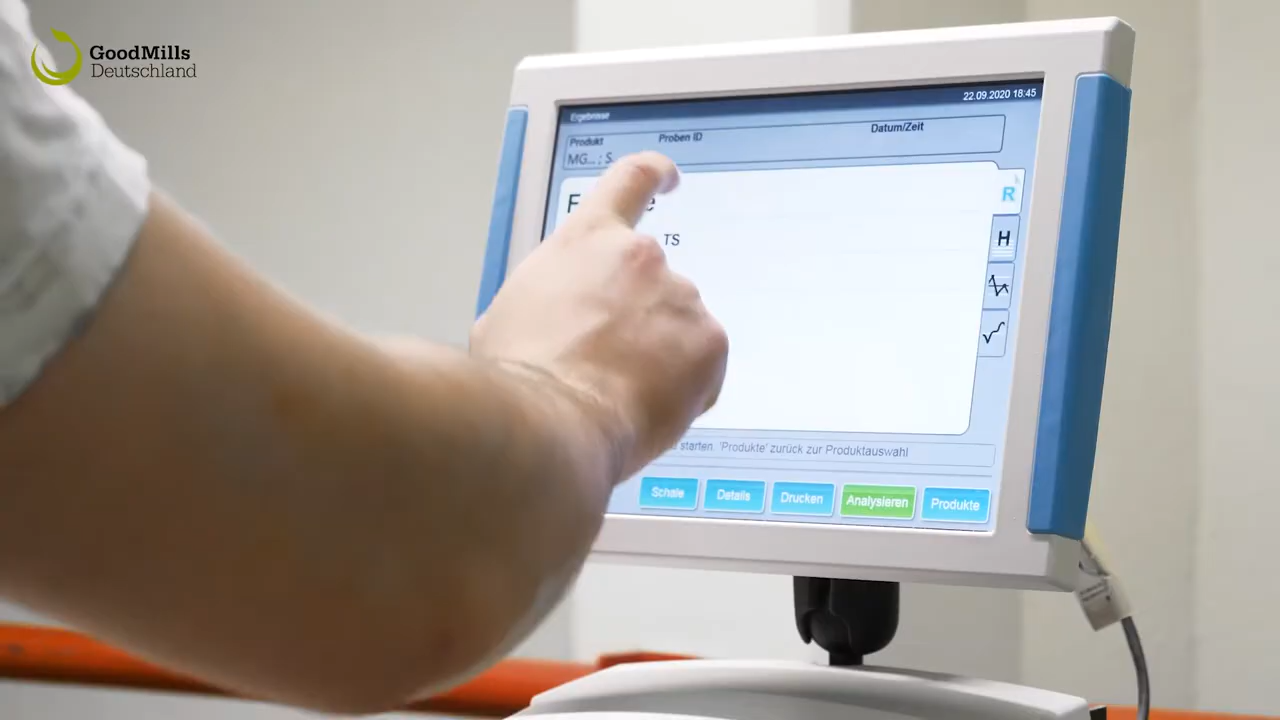 GoodMills
Deutschland
22.09.2020 18:45
Ergebnisse
Produkt Proben ID Datum/Zeit
MG... : S
R
TS
H
starten. 'Produkte' zurück zur Produktauswahl
Schale Details Drucken Analysieren Produkte